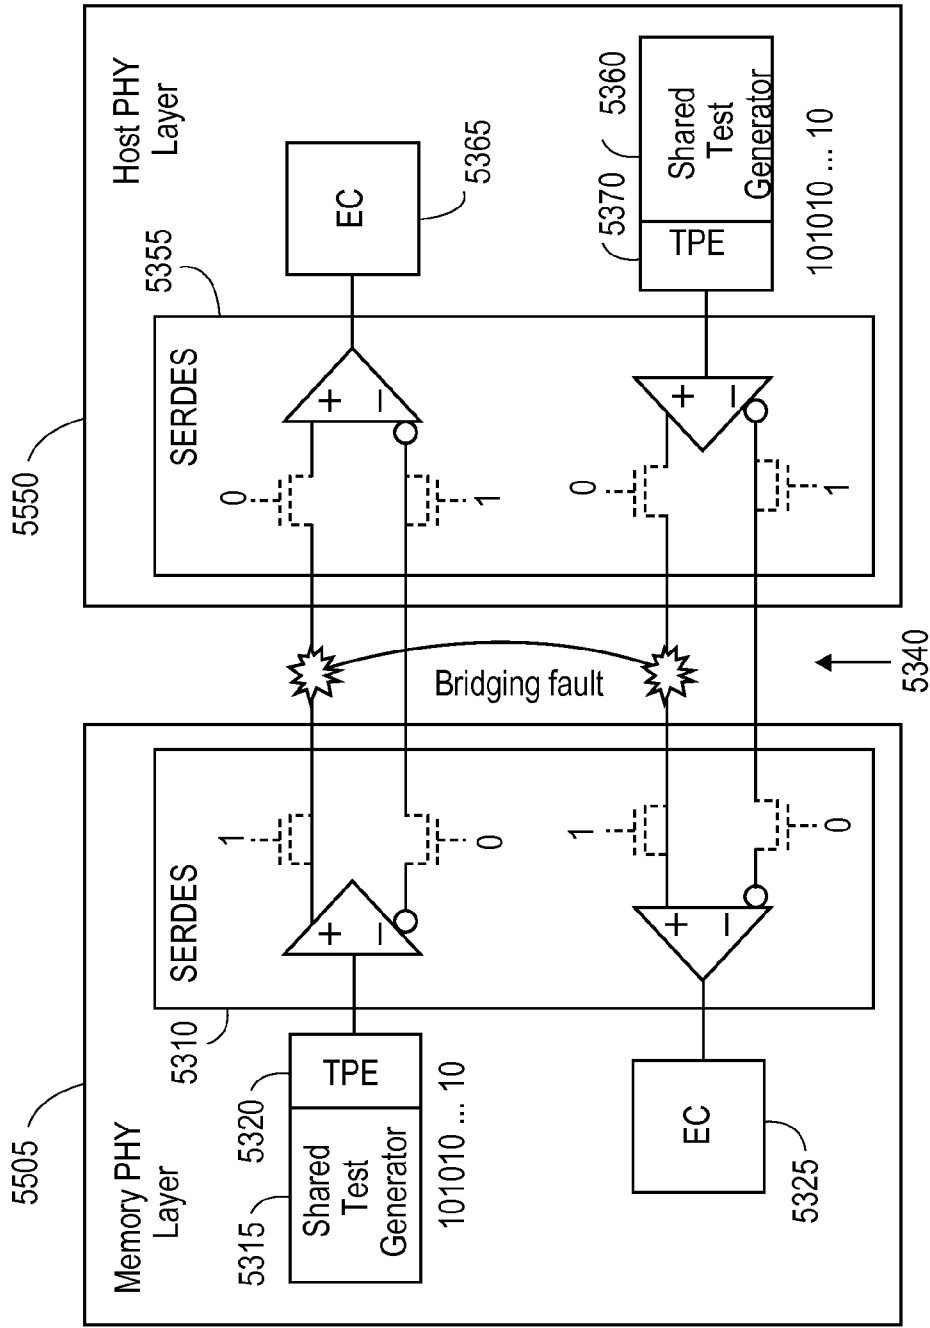 5505
Memory PHY
Layer
5315
5320
5310
Shared
Test
Generator
TPE
101010 ... 10
SERDES
+
–
1
0
EC
5325
+
–
1
0
Bridging fault
5340
5550
Host PHY
Layer
5355
SERDES
0
1
+
–
EC
5365
0
1
+
–
5370
5360
TPE
Shared
Test
Generator
101010 ... 10